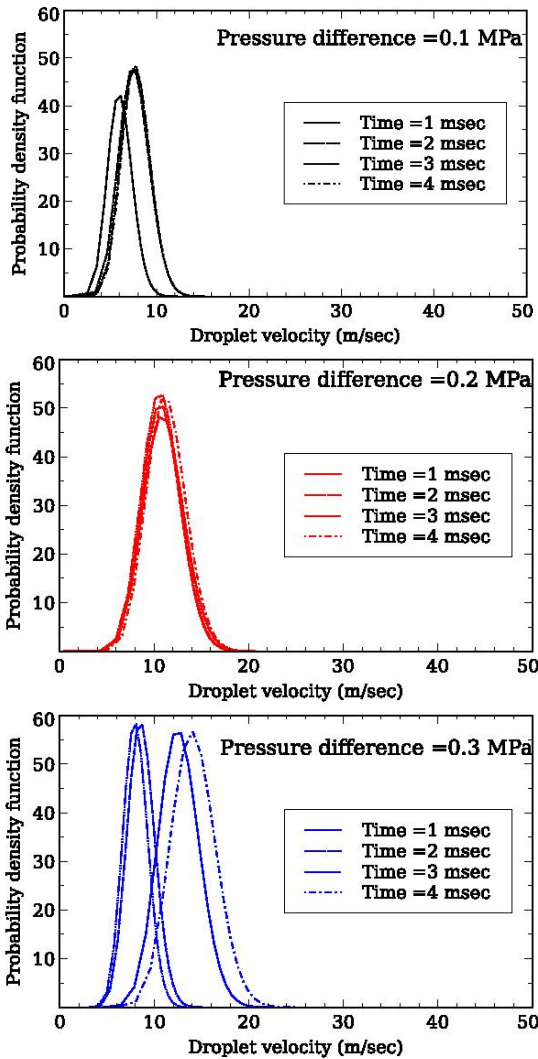 Pressure difference =0.1 MPa
60
50
40
30
20
10
Probability density function
Time =1 msec
Time =2 msec
Time =3 msec
Time =4 msec
0 10 20 30 40 50
Droplet velocity (m/sec)
Pressure difference =0.2 MPa
60
50
40
30
20
10
Probability density function
Time =1 msec
Time =2 msec
Time =3 msec
Time =4 msec
0 10 20 30 40 50
Droplet velocity (m/sec)
Pressure difference =0.3 MPa
60
50
40
30
20
10
Probability density function
Time =1 msec
Time =2 msec
Time =3 msec
Time =4 msec
0 10 20 30 40 50
Droplet velocity (m/sec)